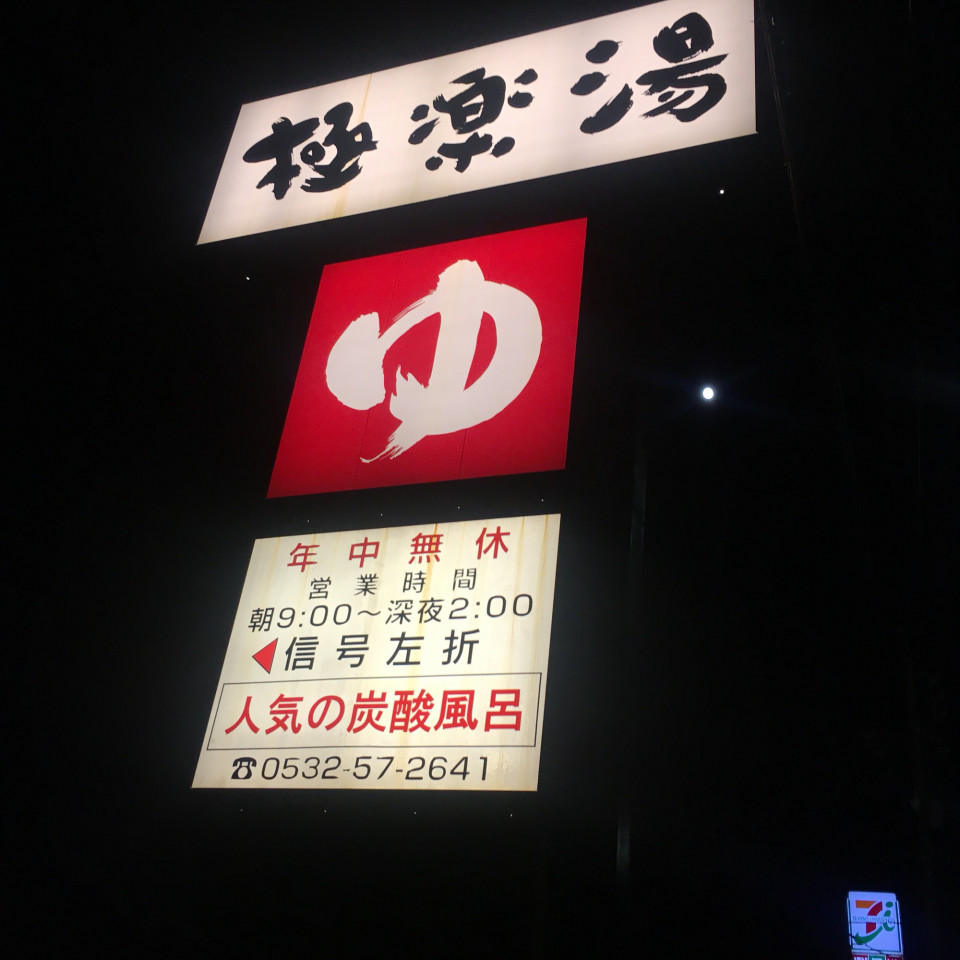 極楽湯
ゆ
年中無休
営業時間
朝9:00～深夜2:00
◀信号左折
人気の炭酸風呂
☎0532-57-2641
7